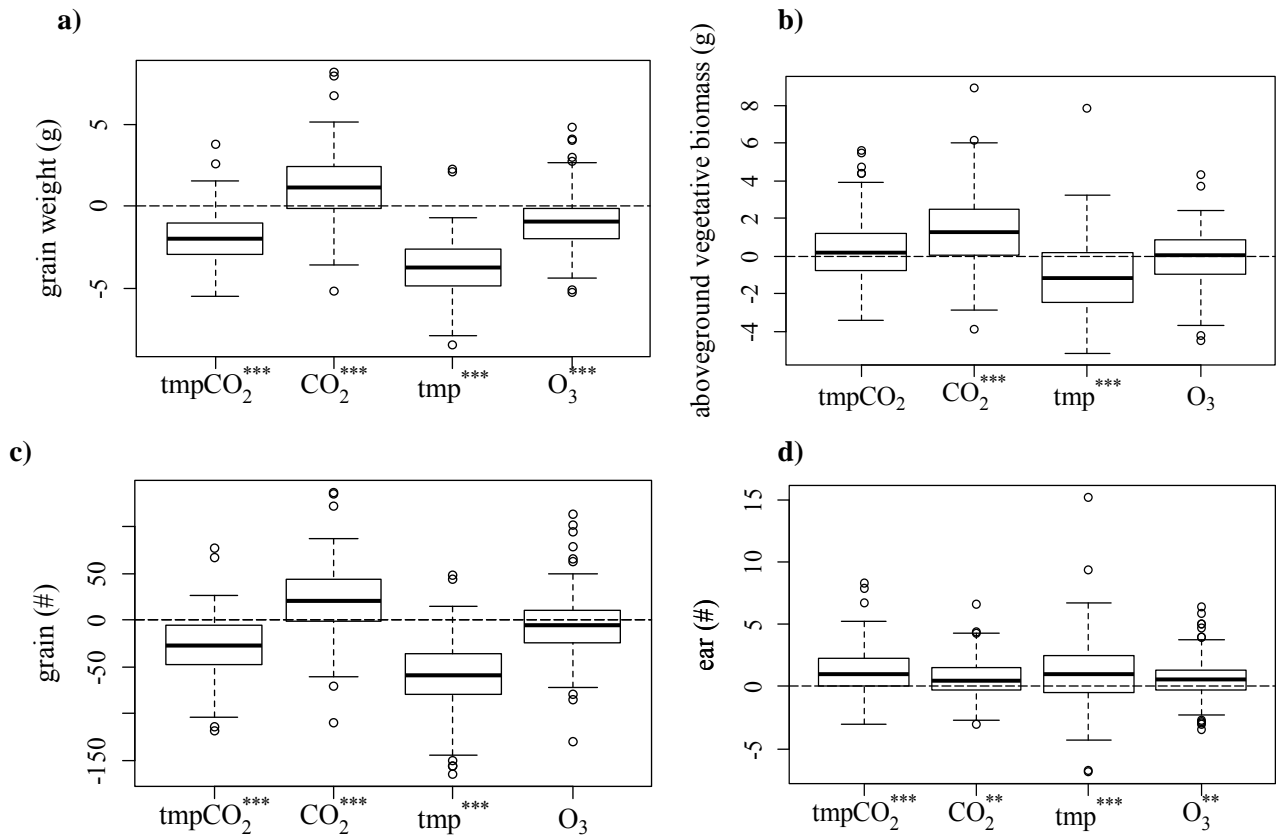 a)
grain weight (g)
5
0
-5
tmpCO₂*** CO₂*** tmp*** O₃***
b)
aboveground vegetative biomass (g)
8
6
4
2
0
-2
-4
tmpCO₂ CO₂*** tmp*** O₃
c)
grain (#)
50
0
-50
-150
tmpCO₂*** CO₂*** tmp*** O₃
d)
ear (#)
15
10
5
0
-5
tmpCO₂*** CO₂** tmp*** O₃**